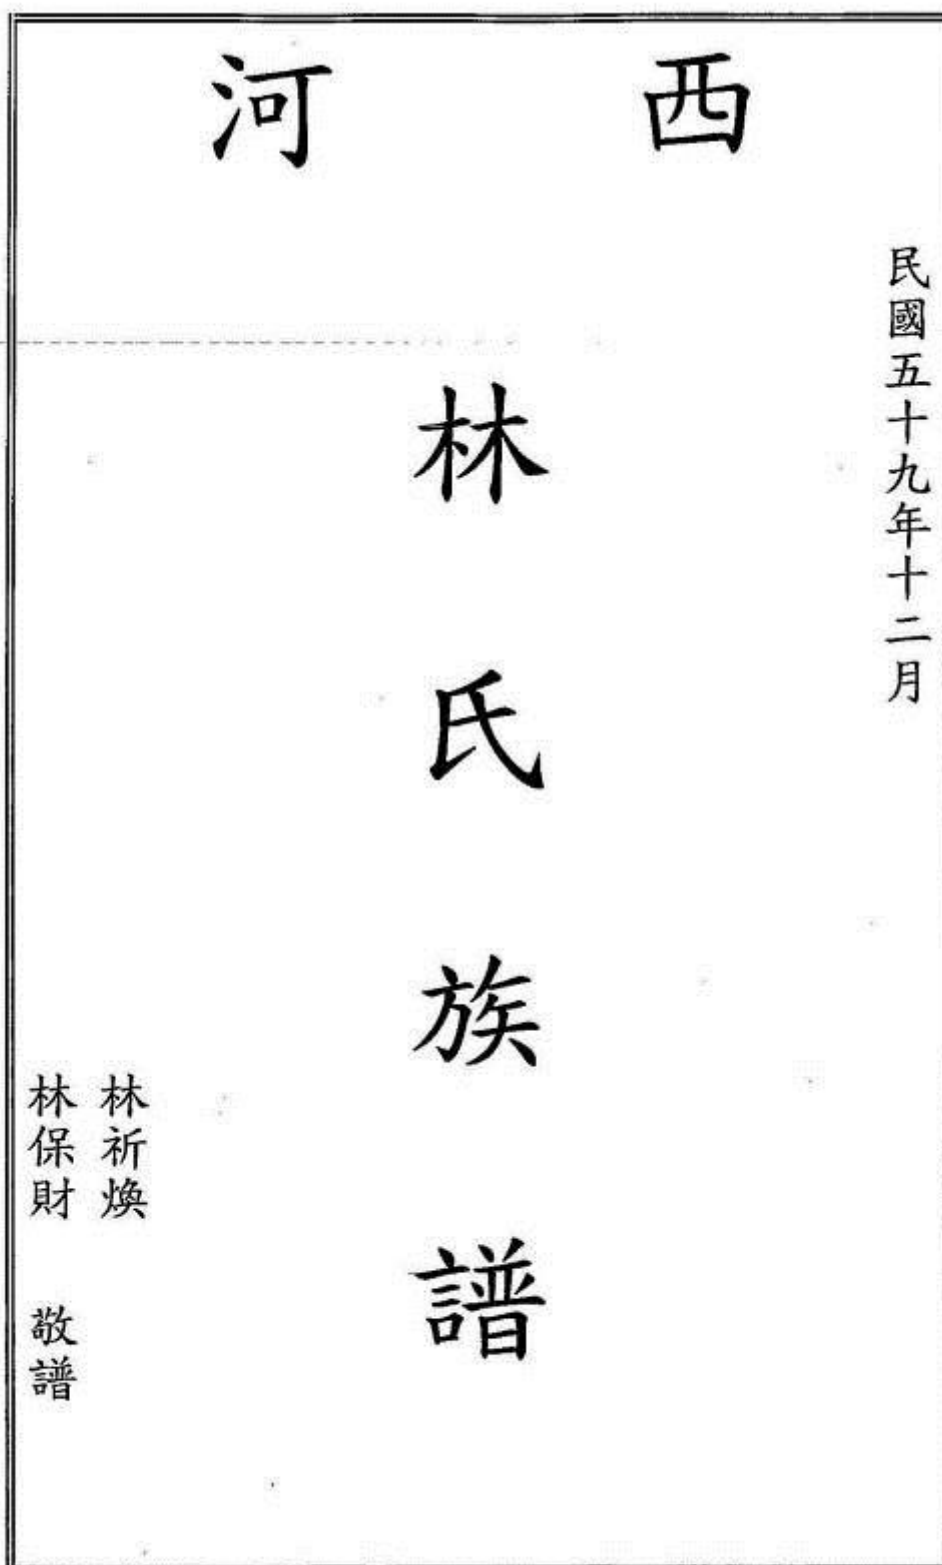 西河
民國五十九年十二月
林氏族譜
林祈煥
林保財 敬譜